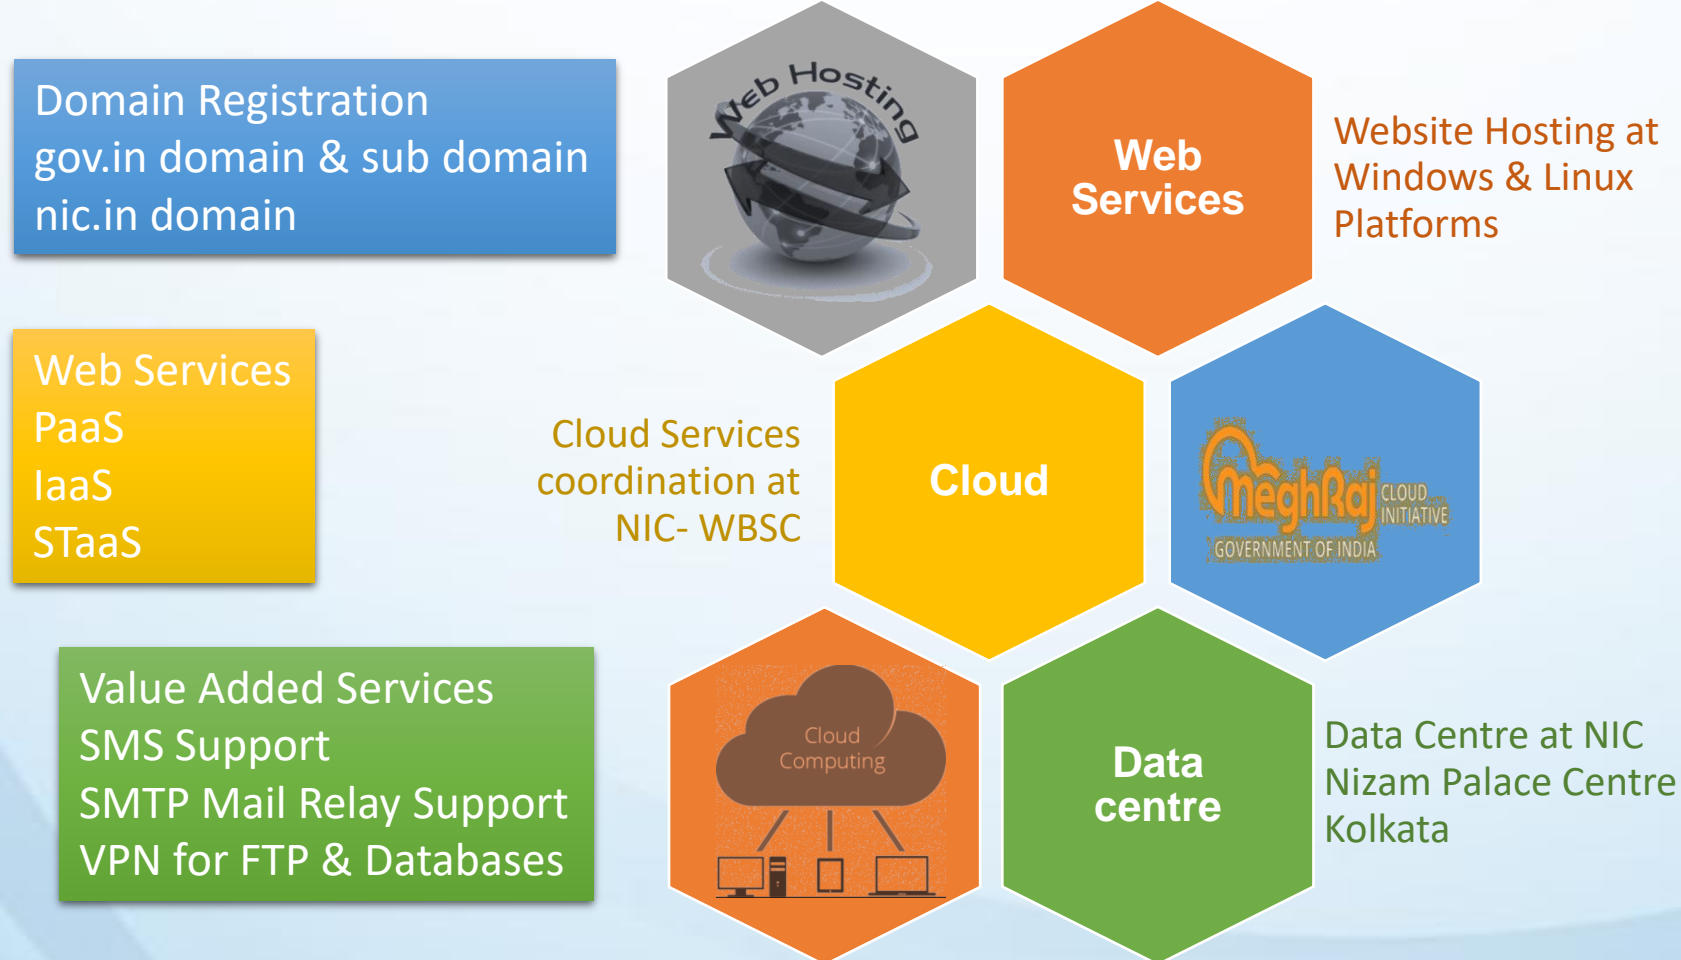 Domain Registration
gov.in domain & sub domain
nic.in domain
Web Hosting
Web
Services
Website Hosting at
Windows & Linux
Platforms
Web Services
PaaS
IaaS
STaaS
Cloud Services
coordination at
NIC- WBSC
Cloud
MeghRaj
CLOUD
INITIATIVE
GOVERNMENT OF INDIA
Value Added Services
SMS Support
SMTP Mail Relay Support
VPN for FTP & Databases
Cloud
Computing
Data
centre
Data Centre at NIC
Nizam Palace Centre
Kolkata